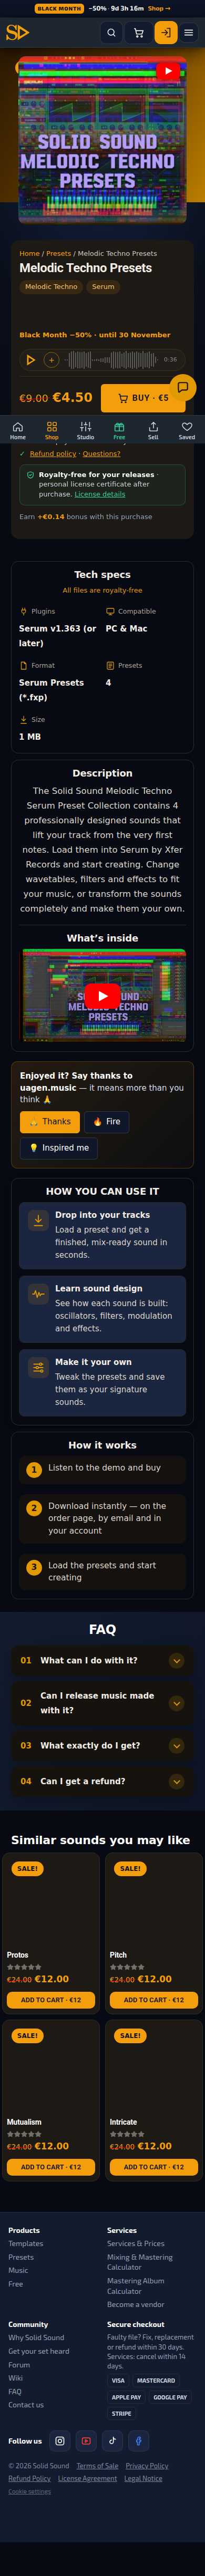 BLACK MONTH −50% · 9d 3h 16m Shop →
SERUM
SOLID SOUND
MELODIC TECHNO
PRESETS
Home / Presets / Melodic Techno Presets
Melodic Techno Presets
Melodic Techno Serum
Black Month −50% · until 30 November
0:36
€9.00 €4.50 BUY · €5
Home Shop Studio Free Sell Saved
✓ Refund policy · Questions?
Royalty-free for your releases ·
personal license certificate after
purchase. License details
Earn +€0.14 bonus with this purchase
Tech specs
All files are royalty-free
Plugins
Serum v1.363 (or
later)
Compatible
PC & Mac
Format
Serum Presets
(*.fxp)
Presets
4
Size
1 MB
Description
The Solid Sound Melodic Techno
Serum Preset Collection contains 4
professionally designed sounds that
lift your track from the very first
notes. Load them into Serum by Xfer
Records and start creating. Change
wavetables, filters and effects to fit
your music, or transform the sounds
completely and make them your own.
What's inside
MELODIC TECHNO
PRESETS
Enjoyed it? Say thanks to
uagen.music — it means more than you
think 🙏
🙏 Thanks 🔥 Fire
💡 Inspired me
HOW YOU CAN USE IT
Drop into your tracks
Load a preset and get a
finished, mix-ready sound in
seconds.
Learn sound design
See how each sound is built:
oscillators, filters, modulation
and effects.
Make it your own
Tweak the presets and save
them as your signature
sounds.
How it works
1 Listen to the demo and buy
2 Download instantly — on the
order page, by email and in
your account
3 Load the presets and start
creating
FAQ
01 What can I do with it?
02 Can I release music made
with it?
03 What exactly do I get?
04 Can I get a refund?
Similar sounds you may like
SALE!
Protos
€24.00 €12.00
ADD TO CART · €12
SALE!
Pitch
€24.00 €12.00
ADD TO CART · €12
SALE!
Mutualism
€24.00 €12.00
ADD TO CART · €12
SALE!
Intricate
€24.00 €12.00
ADD TO CART · €12
Products
Templates
Presets
Music
Free
Services
Services & Prices
Mixing & Mastering
Calculator
Mastering Album
Calculator
Become a vendor
Community
Why Solid Sound
Get your set heard
Forum
Wiki
FAQ
Contact us
Secure checkout
Faulty file? Fix, replacement
or refund within 30 days.
Services: cancel within 14
days.
VISA MASTERCARD
APPLE PAY GOOGLE PAY
STRIPE
Follow us
© 2026 Solid Sound Terms of Sale Privacy Policy
Refund Policy License Agreement Legal Notice
Cookie settings